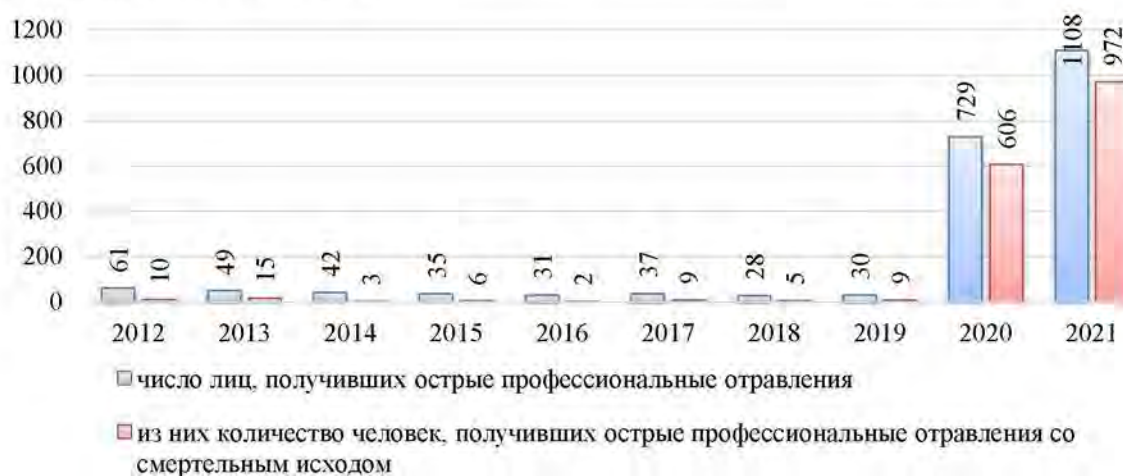 1200
1000
800
600
400
200
0
61 10 49 15 42 3 35 6 31 2 37 9 28 5 30 9 729 606 1108 972
2012 2013 2014 2015 2016 2017 2018 2019 2020 2021
число лиц, получивших острые профессиональные отравления
из них количество человек, получивших острые профессиональные отравления со
смертельным исходом